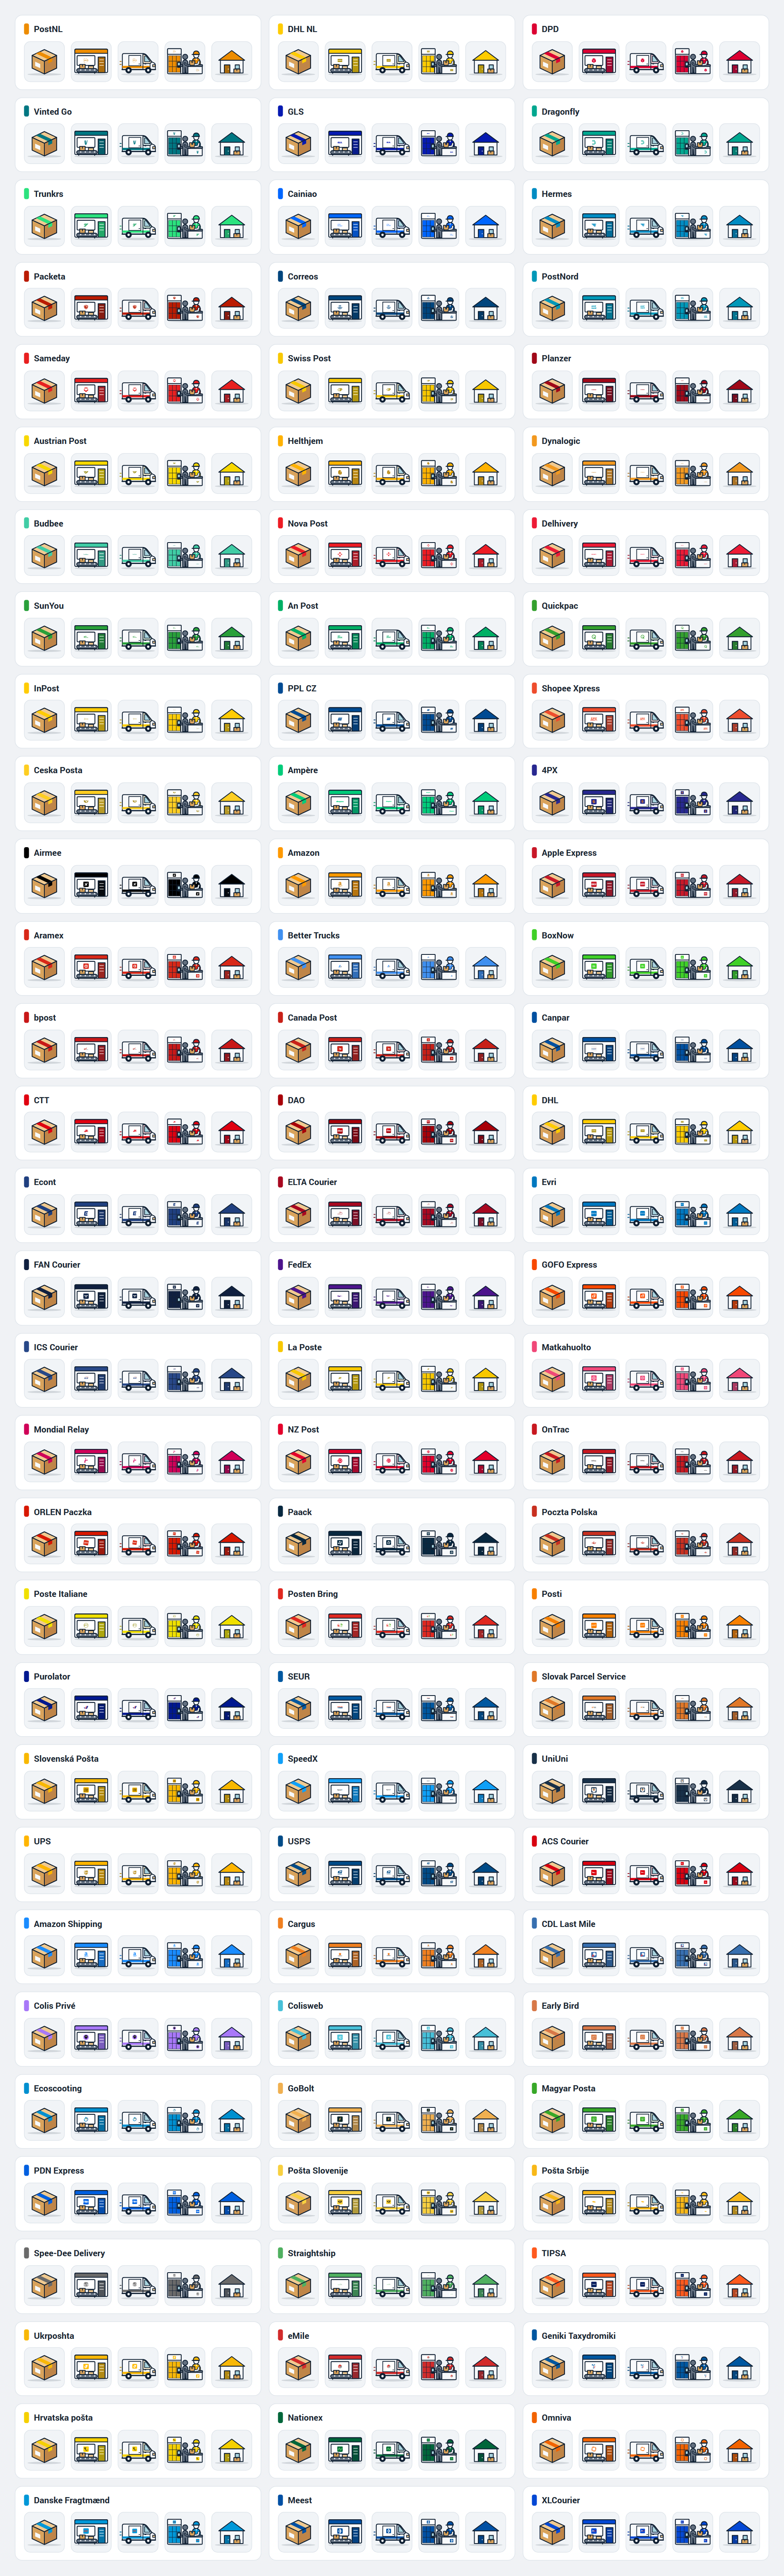 PostNL
DHL NL
DPD
Vinted Go
GLS
Dragonfly
Trunkrs
Cainiao
Hermes
Packeta
Correos
PostNord
Sameday
Swiss Post
Planzer
Austrian Post
Helthjem
Dynalogic
Budbee
Nova Post
Delhivery
SunYou
An Post
Quickpac
InPost
PPL CZ
Shopee Xpress
Ceska Posta
Ampère
4PX
Airmee
Amazon
Apple Express
Aramex
Better Trucks
BoxNow
bpost
Canada Post
Canpar
CTT
DAO
DHL
Econt
ELTA Courier
Evri
FAN Courier
FedEx
GOFO Express
ICS Courier
La Poste
Matkahuolto
Mondial Relay
NZ Post
OnTrac
ORLEN Paczka
Paack
Poczta Polska
Poste Italiane
Posten Bring
Posti
Purolator
SEUR
Slovak Parcel Service
Slovenská Pošta
SpeedX
UniUni
UPS
USPS
ACS Courier
Amazon Shipping
Cargus
CDL Last Mile
Colis Privé
Colisweb
Early Bird
Ecoscooting
GoBolt
Magyar Posta
PDN Express
Pošta Slovenije
Pošta Srbije
Spee-Dee Delivery
Straightship
TIPSA
Ukrposhta
eMile
Geniki Taxydromiki
Hrvatska pošta
Nationex
Omniva
Danske Fragtmænd
Meest
XLCourier